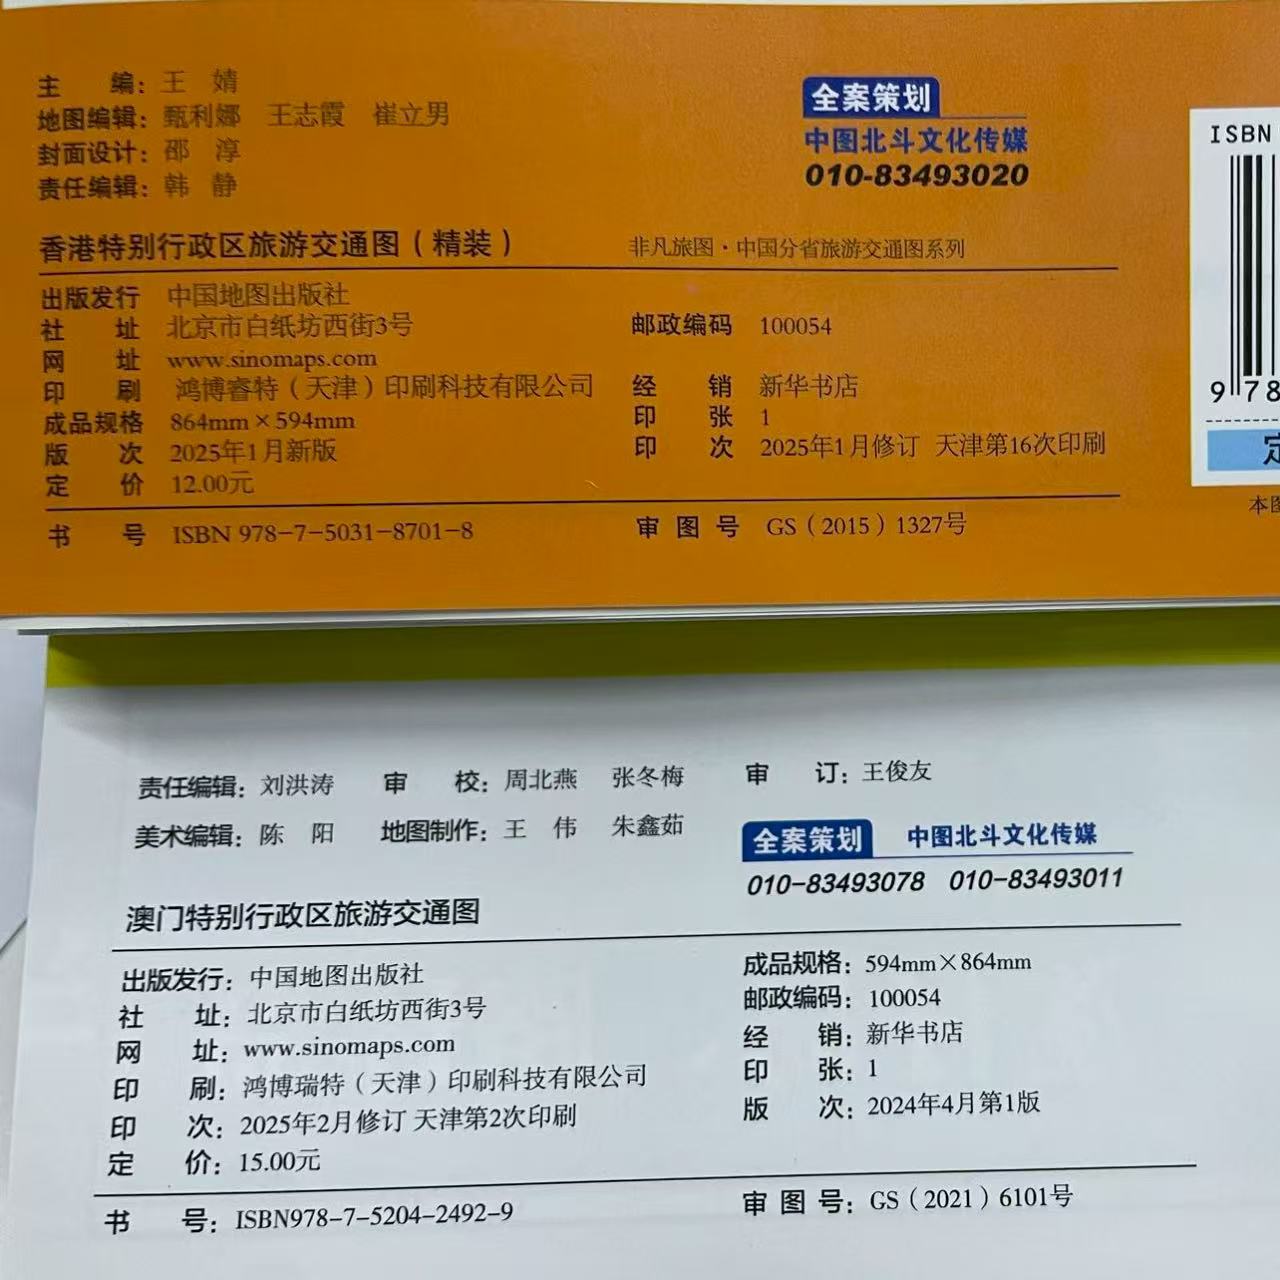 主 编：王 婧
地图编辑：甄利娜 王志霞 崔立男
封面设计：邵 淳
责任编辑：韩 静
全案策划
中图北斗文化传媒
010-83493020
ISBN
香港特别行政区旅游交通图（精装）
非凡旅图·中国分省旅游交通图系列
出版发行 中国地图出版社
社 址 北京市白纸坊西街3号 邮政编码 100054
网 址 www.sinomaps.com
印 刷 鸿博睿特（天津）印刷科技有限公司 经 销 新华书店
成品规格 864mm×594mm 印 张 1
版 次 2025年1月新版 印 次 2025年1月修订 天津第16次印刷
定 价 12.00元
9 78
定
本图
书 号 ISBN 978-7-5031-8701-8 审图号 GS（2015）1327号
责任编辑：刘洪涛 审 校：周北燕 张冬梅 审 订：王俊友
美术编辑：陈 阳 地图制作：王 伟 朱鑫茹
全案策划 中图北斗文化传媒
010-83493078 010-83493011
澳门特别行政区旅游交通图
出版发行：中国地图出版社 成品规格：594mm×864mm
社 址：北京市白纸坊西街3号 邮政编码：100054
网 址：www.sinomaps.com 经 销：新华书店
印 刷：鸿博瑞特（天津）印刷科技有限公司 印 张：1
印 次：2025年2月修订 天津第2次印刷 版 次：2024年4月第1版
定 价：15.00元
书 号：ISBN978-7-5204-2492-9 审图号：GS（2021）6101号